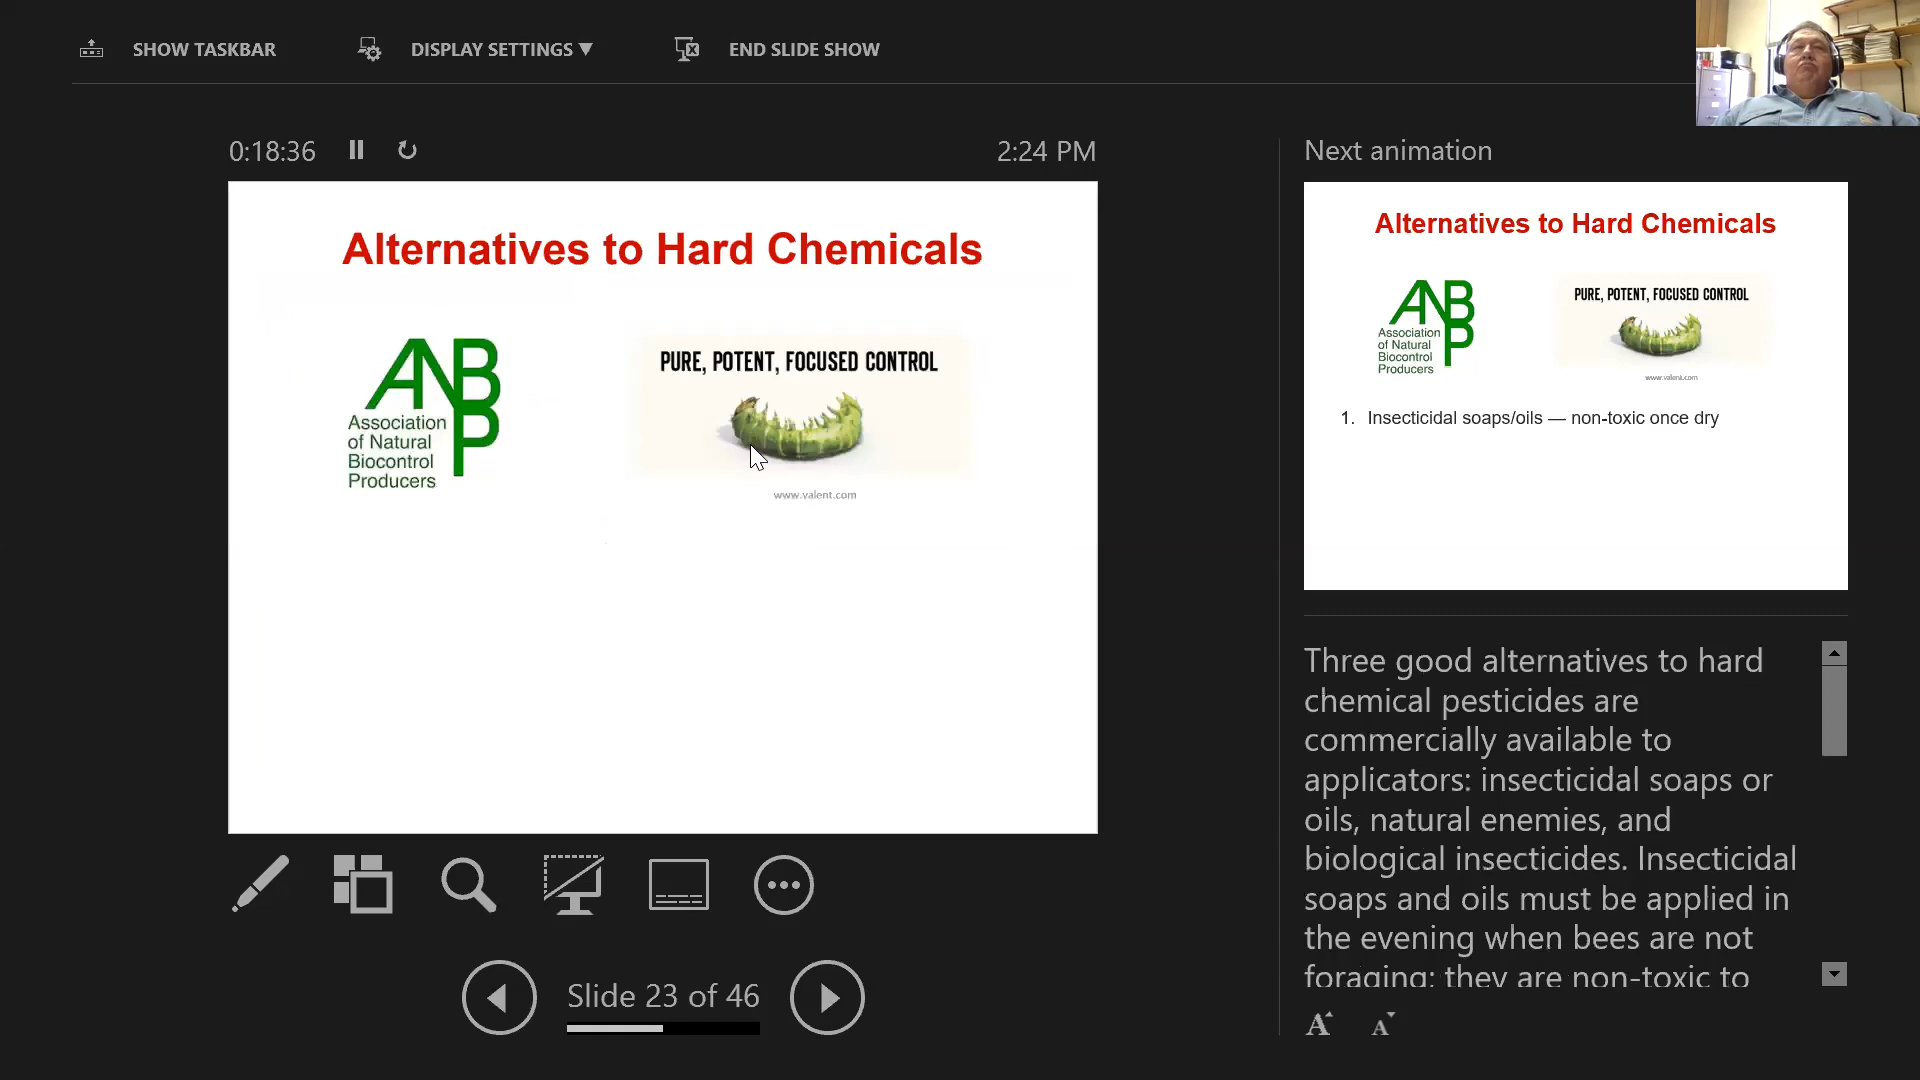 SHOW TASKBAR
DISPLAY SETTINGS ▼
END SLIDE SHOW
0:18:36
2:24 PM
Alternatives to Hard Chemicals
ANBP
Association
of Natural
Biocontrol
Producers
PURE, POTENT, FOCUSED CONTROL
www.valent.com
Slide 23 of 46
Next animation
Alternatives to Hard Chemicals
ANBP
Association
of Natural
Biocontrol
Producers
PURE, POTENT, FOCUSED CONTROL
www.valent.com
1. Insecticidal soaps/oils — non-toxic once dry
Three good alternatives to hard
chemical pesticides are
commercially available to
applicators: insecticidal soaps or
oils, natural enemies, and
biological insecticides. Insecticidal
soaps and oils must be applied in
the evening when bees are not
foraging; they are non-toxic to
A A